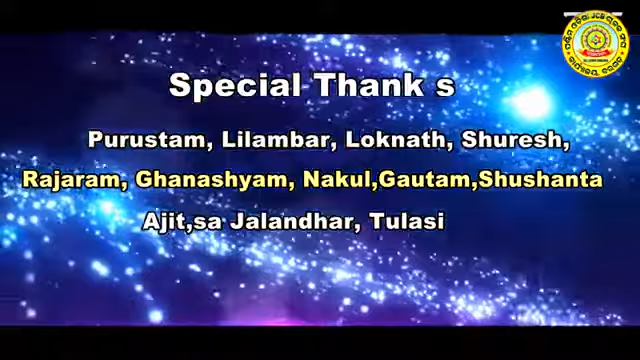 Special Thank s
Purustam, Lilambar, Loknath, Shuresh,
Rajaram, Ghanashyam, Nakul,Gautam,Shushanta
Ajit,sa Jalandhar, Tulasi